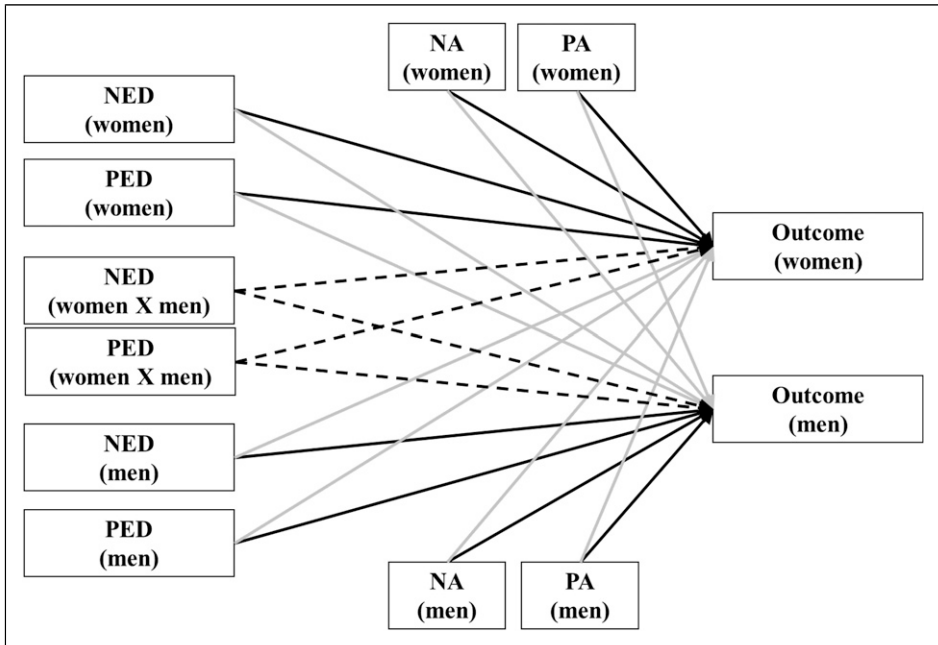 NA
(women)
PA
(women)
NED
(women)
PED
(women)
Outcome
(women)
NED
(women X men)
PED
(women X men)
Outcome
(men)
NED
(men)
PED
(men)
NA
(men)
PA
(men)